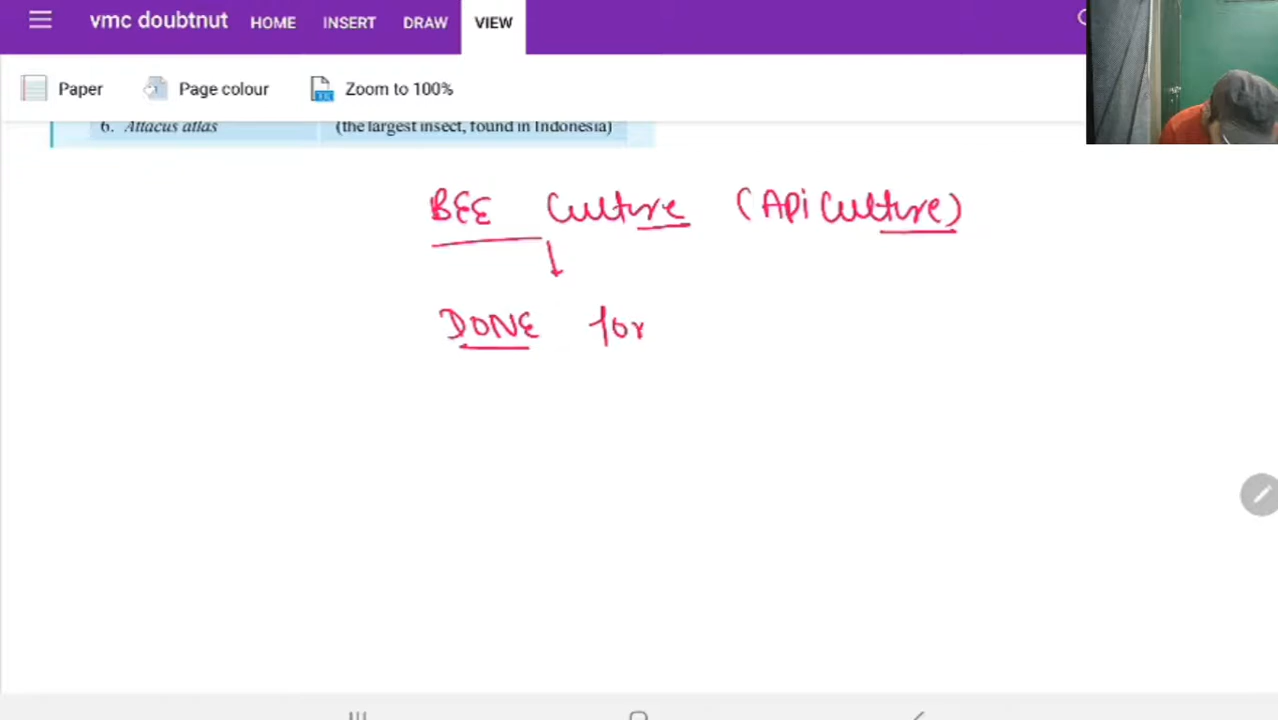 vmc doubtnut HOME INSERT DRAW VIEW
Paper Page colour Zoom to 100%
6. Attacus atlas (the largest insect, found in Indonesia)
BEE Culture (Api Culture)
DONE for